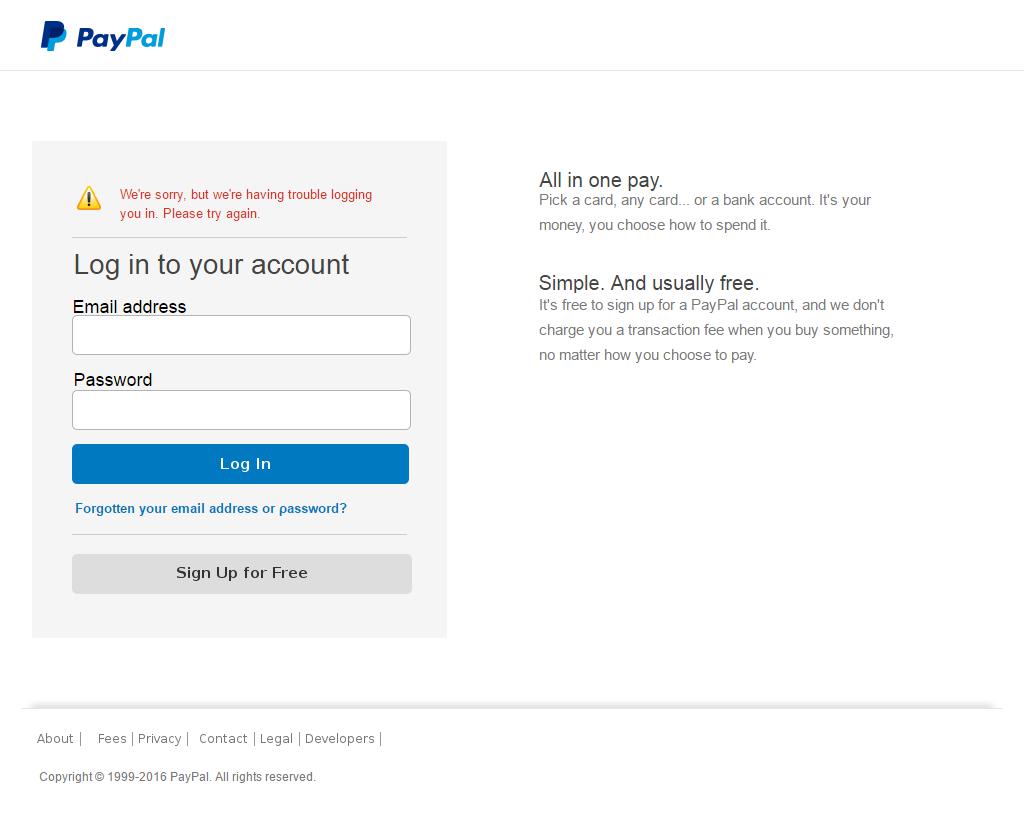 PayPal
We're sorry, but we're having trouble logging
you in. Please try again.
Log in to your account
Email address
Password
Log In
Forgotten your email address or password?
Sign Up for Free
All in one pay.
Pick a card, any card... or a bank account. It's your
money, you choose how to spend it.
Simple. And usually free.
It's free to sign up for a PayPal account, and we don't
charge you a transaction fee when you buy something,
no matter how you choose to pay.
About | Fees | Privacy | Contact | Legal | Developers |
Copyright © 1999-2016 PayPal. All rights reserved.